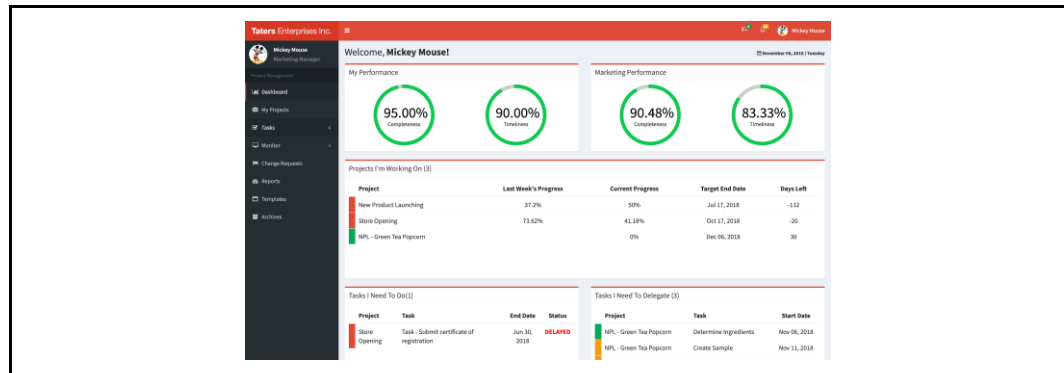 Taters Enterprises Inc.
Mickey Mouse
Mickey Mouse
Marketing Manager
Project Management
Dashboard
My Projects
Tasks
Monitor
Change Requests
Reports
Templates
Archives
Welcome, Mickey Mouse!
November 06, 2018 | Tuesday
My Performance
95.00%
Completeness
90.00%
Timeliness
Marketing Performance
90.48%
Completeness
83.33%
Timeliness
Projects I'm Working On (3)
Project Last Week's Progress Current Progress Target End Date Days Left
New Product Launching 37.2% 50% Jul 17, 2018 -112
Store Opening 73.62% 41.18% Oct 17, 2018 -20
NPL - Green Tea Popcorn 0% Dec 06, 2018 30
Tasks I Need To Do(1)
Project Task End Date Status
Store Opening Task - Submit certificate of registration Jun 30, 2018 DELAYED
Tasks I Need To Delegate (3)
Project Task Start Date
NPL - Green Tea Popcorn Determine Ingredients Nov 06, 2018
NPL - Green Tea Popcorn Create Sample Nov 11, 2018